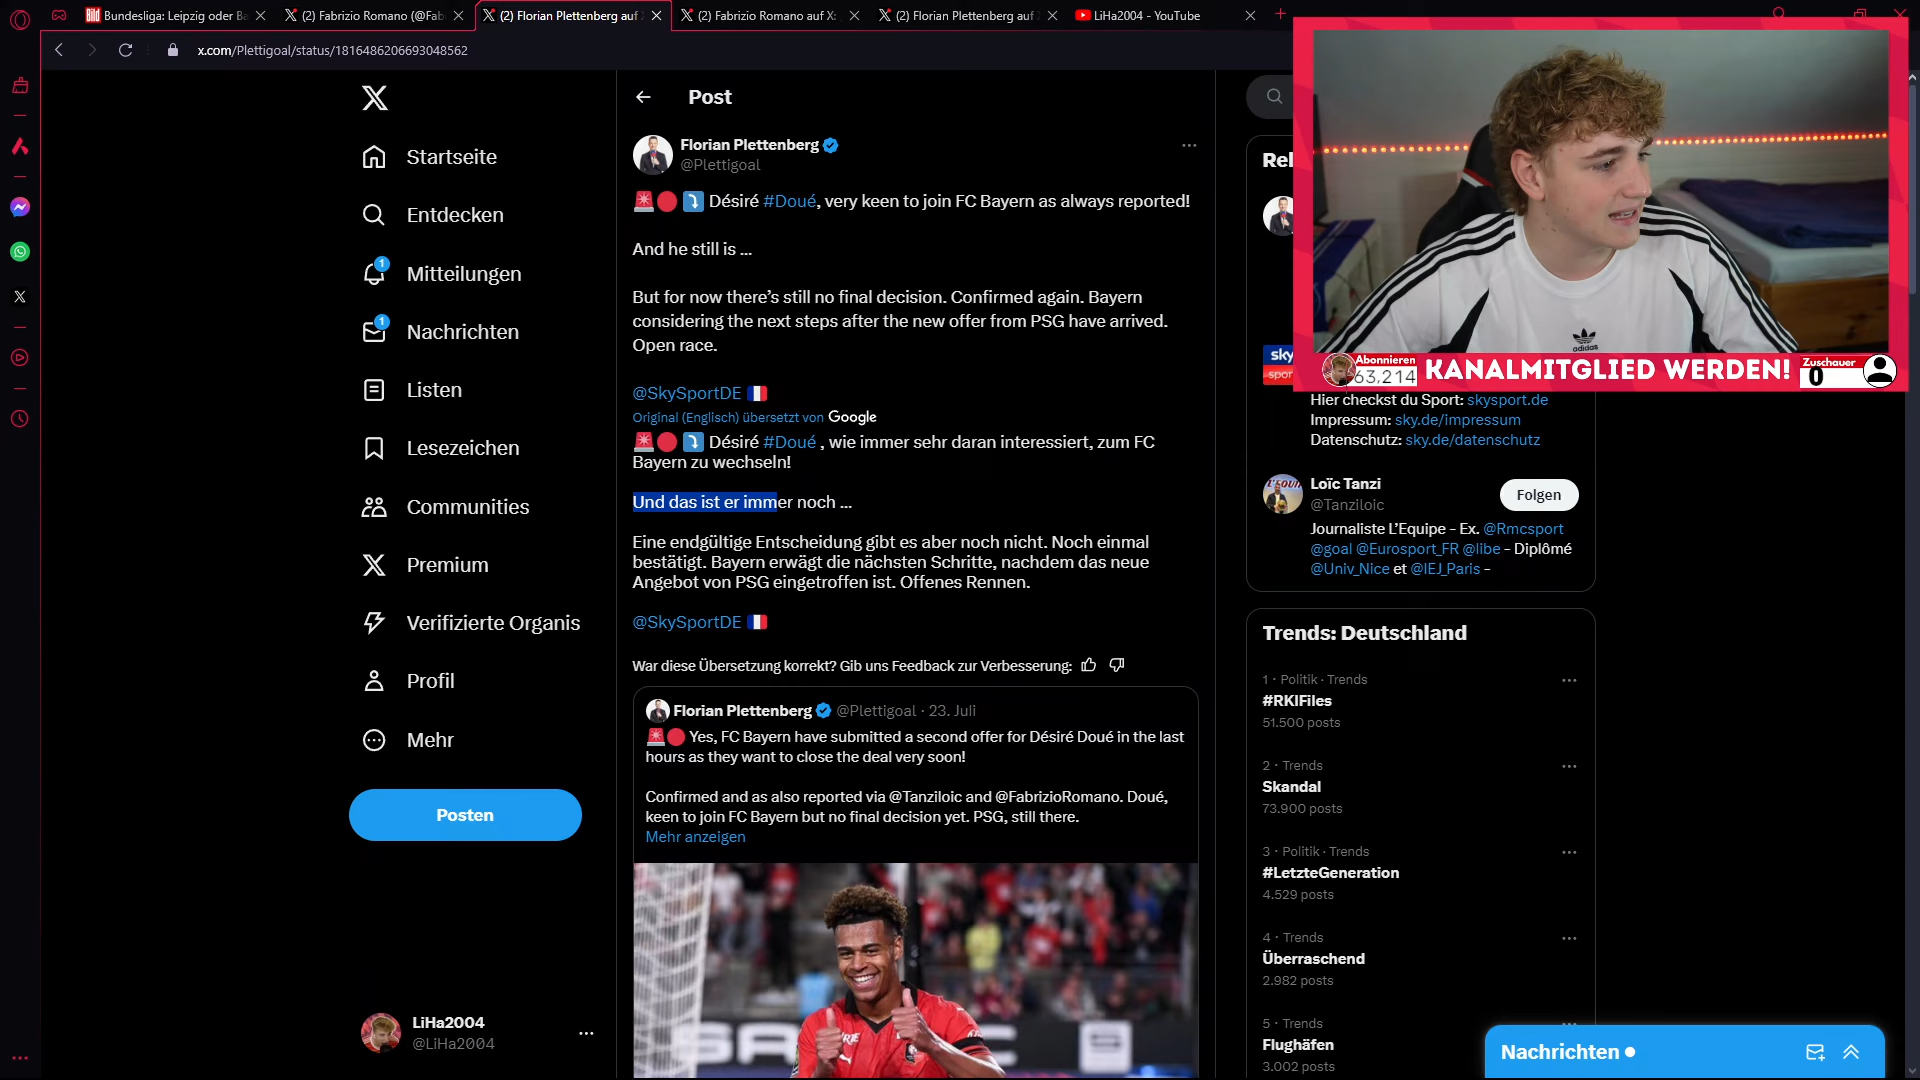 Bundesliga: Leipzig oder Ba
(2) Fabrizio Romano (@Fab
(2) Florian Plettenberg auf X
(2) Fabrizio Romano auf X:
(2) Florian Plettenberg auf
LiHa2004 - YouTube
x.com/Plettigoal/status/1816486206693048562
Startseite
Entdecken
1
Mitteilungen
1
Nachrichten
Listen
Lesezeichen
Communities
Premium
Verifizierte Organis
Profil
Mehr
Posten
LiHa2004
@LiHa2004
Post
Florian Plettenberg
@Plettigoal
Désiré #Doué, very keen to join FC Bayern as always reported!
And he still is ...
But for now there’s still no final decision. Confirmed again. Bayern
considering the next steps after the new offer from PSG have arrived.
Open race.
@SkySportDE
Original (Englisch) übersetzt von Google
Désiré #Doué , wie immer sehr daran interessiert, zum FC
Bayern zu wechseln!
Und das ist er immer noch ...
Eine endgültige Entscheidung gibt es aber noch nicht. Noch einmal
bestätigt. Bayern erwägt die nächsten Schritte, nachdem das neue
Angebot von PSG eingetroffen ist. Offenes Rennen.
@SkySportDE
War diese Übersetzung korrekt? Gib uns Feedback zur Verbesserung:
Florian Plettenberg @Plettigoal · 23. Juli
Yes, FC Bayern have submitted a second offer for Désiré Doué in the last
hours as they want to close the deal very soon!
Confirmed and as also reported via @Tanziloic and @FabrizioRomano. Doué,
keen to join FC Bayern but no final decision yet. PSG, still there.
Mehr anzeigen
Rel
adidas
sky
spor
Abonnieren
63,214
KANALMITGLIED WERDEN!
Zuschauer
0
Hier checkst du Sport: skysport.de
Impressum: sky.de/impressum
Datenschutz: sky.de/datenschutz
Loïc Tanzi
@Tanziloic
Folgen
Journaliste L’Equipe - Ex. @Rmcsport
@goal @Eurosport_FR @libe - Diplômé
@Univ_Nice et @IEJ_Paris -
Trends: Deutschland
1 · Politik · Trends
#RKIFiles
51.500 posts
2 · Trends
Skandal
73.900 posts
3 · Politik · Trends
#LetzteGeneration
4.529 posts
4 · Trends
Überraschend
2.982 posts
5 · Trends
Flughäfen
3.002 posts
Nachrichten